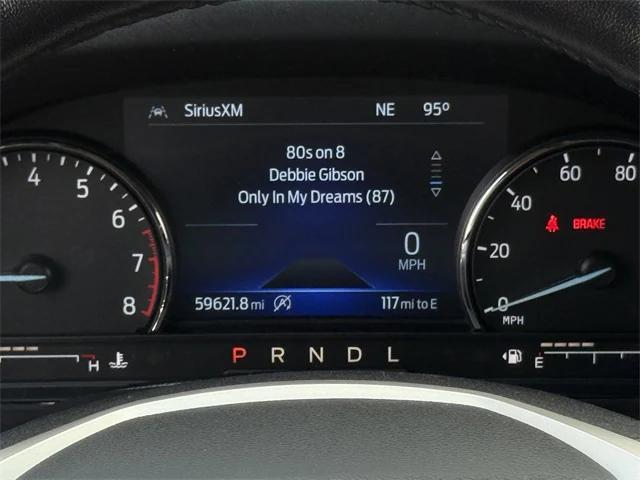 SiriusXM NE 95°
80s on 8
Debbie Gibson
Only In My Dreams (87)
4 5 6 7 8
0
MPH
59621.8 mi A 117 mi to E
0 20 40 60 80
BRAKE
MPH
H
P R N D L
E